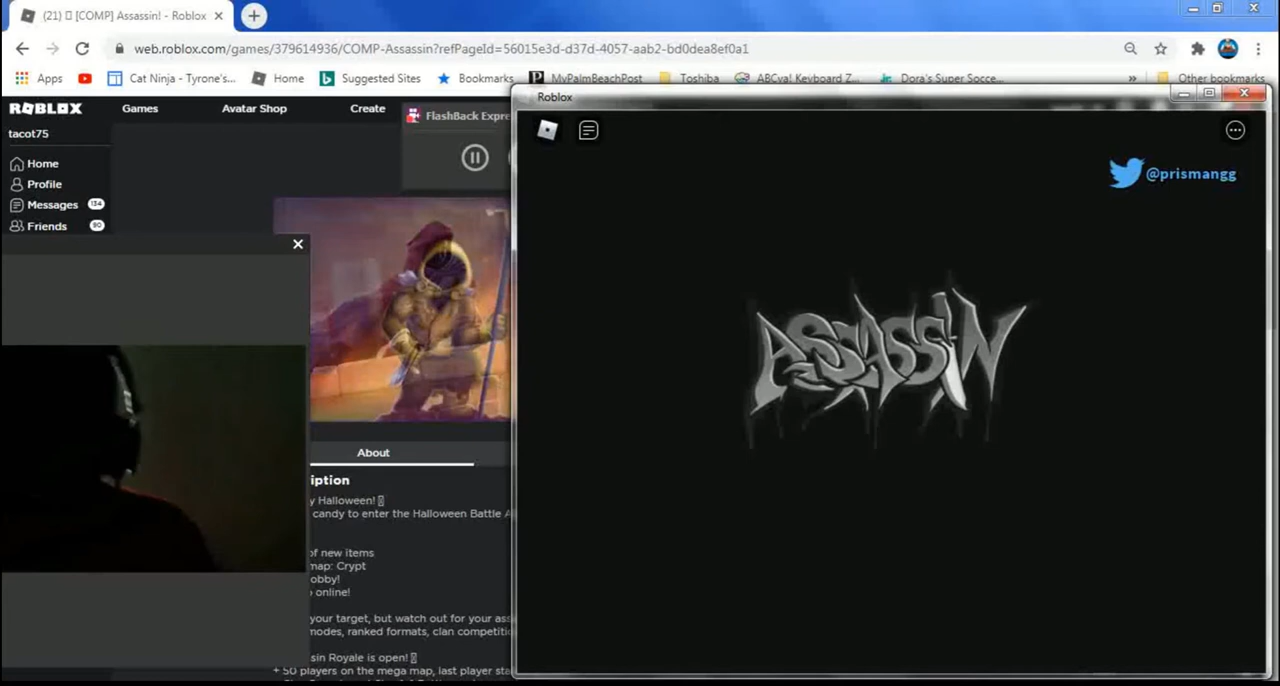 (21) [COMP] Assassin! - Roblox
web.roblox.com/games/379614936/COMP-Assassin?refPageId=56015e3d-d37d-4057-aab2-bd0dea8ef0a1
Apps
Cat Ninja - Tyrone's...
Home
Suggested Sites
Bookmarks
MyPalmBeachPost
Toshiba
ABCya! Keyboard Z...
Dora's Super Socce...
»
Other bookmarks
ROBLOX
Games
Avatar Shop
Create
tacot75
Home
Profile
Messages 134
Friends 90
FlashBack Expre
Roblox
@prismangg
ASSASSIN
About
iption
y Halloween!
candy to enter the Halloween Battle A
of new items
map: Crypt
obby!
online!
your target, but watch out for your ass
modes, ranked formats, clan competitio
sin Royale is open!
+ 50 players on the mega map, last player sta